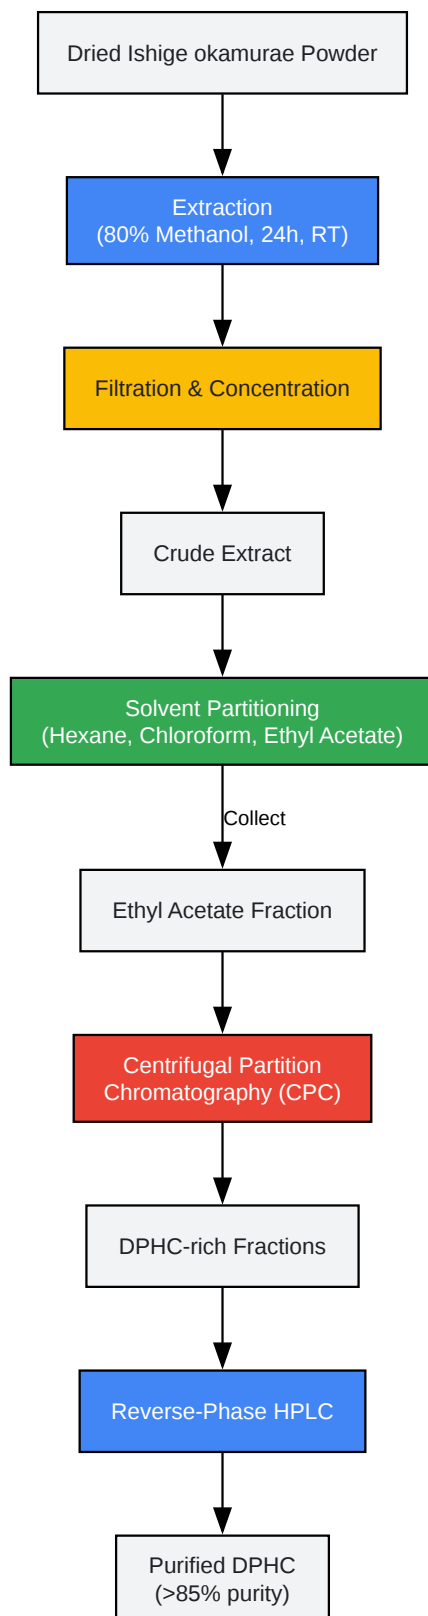 Dried Ishige okamurae Powder
Extraction
(80% Methanol, 24h, RT)
Filtration & Concentration
Crude Extract
Solvent Partitioning
(Hexane, Chloroform, Ethyl Acetate)
Collect
Ethyl Acetate Fraction
Centrifugal Partition
Chromatography (CPC)
DPHC-rich Fractions
Reverse-Phase HPLC
Purified DPHC
(>85% purity)